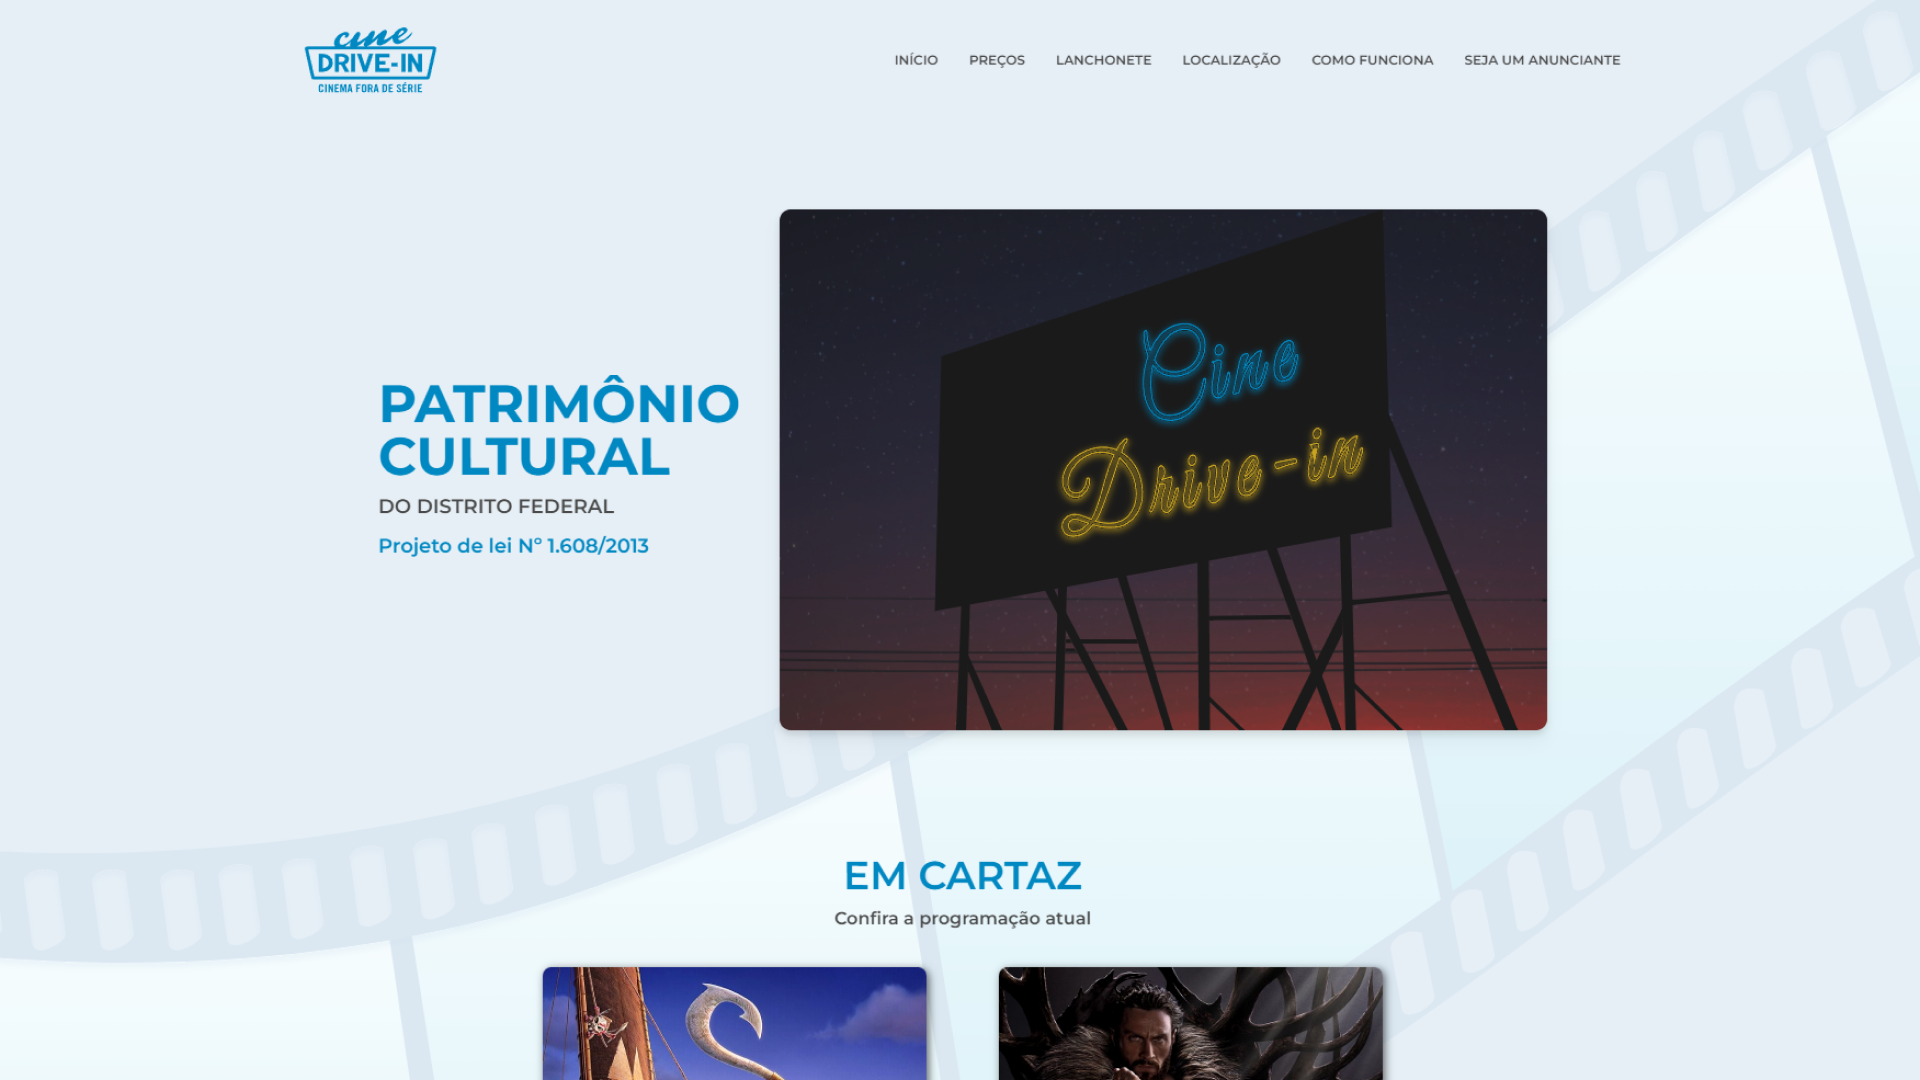 cine
DRIVE-IN
CINEMA FORA DE SÉRIE
INÍCIO PREÇOS LANCHONETE LOCALIZAÇÃO COMO FUNCIONA SEJA UM ANUNCIANTE
PATRIMÔNIO
CULTURAL
DO DISTRITO FEDERAL
Projeto de lei Nº 1.608/2013
Cine
Drive-in
EM CARTAZ
Confira a programação atual